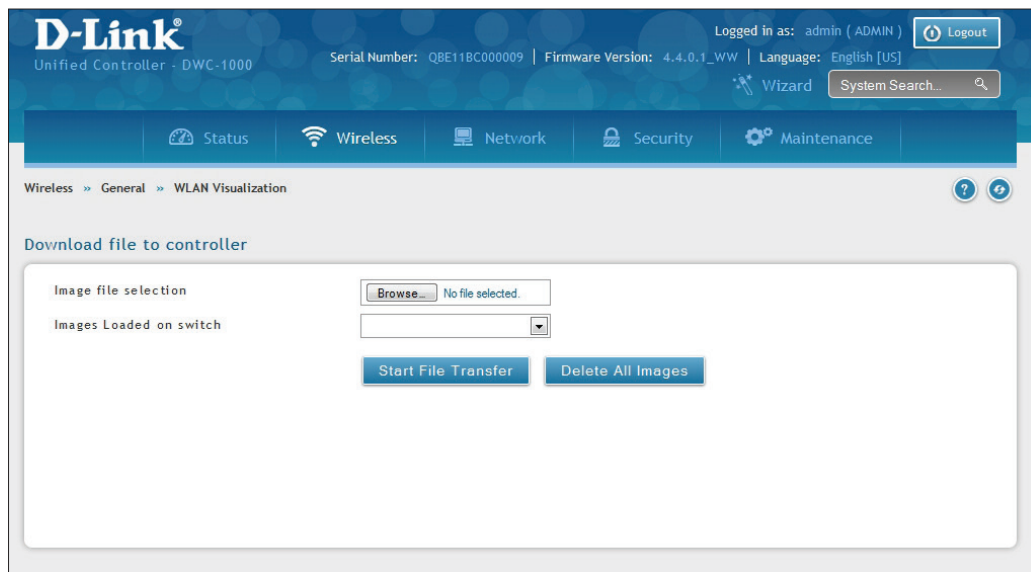 D-Link®
Unified Controller - DWC-1000
Logged in as: admin ( ADMIN )
Logout
Serial Number: QBE11BC000009 | Firmware Version: 4.4.0.1_WW | Language: English [US]
Wizard
System Search...
Status
Wireless
Network
Security
Maintenance
Wireless » General » WLAN Visualization
?
Download file to controller
Image file selection
Browse... No file selected.
Images Loaded on switch
Start File Transfer
Delete All Images